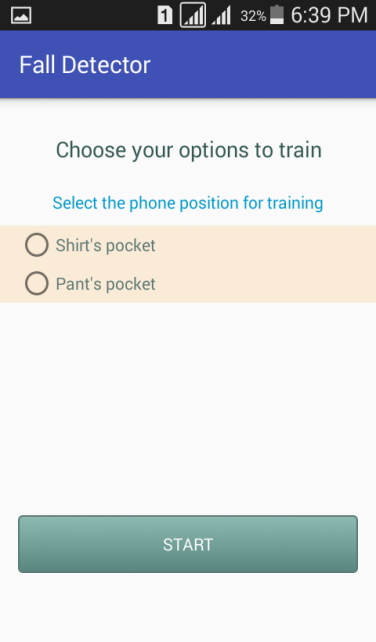 1 32% 6:39 PM
Fall Detector
Choose your options to train
Select the phone position for training
Shirt's pocket
Pant's pocket
START